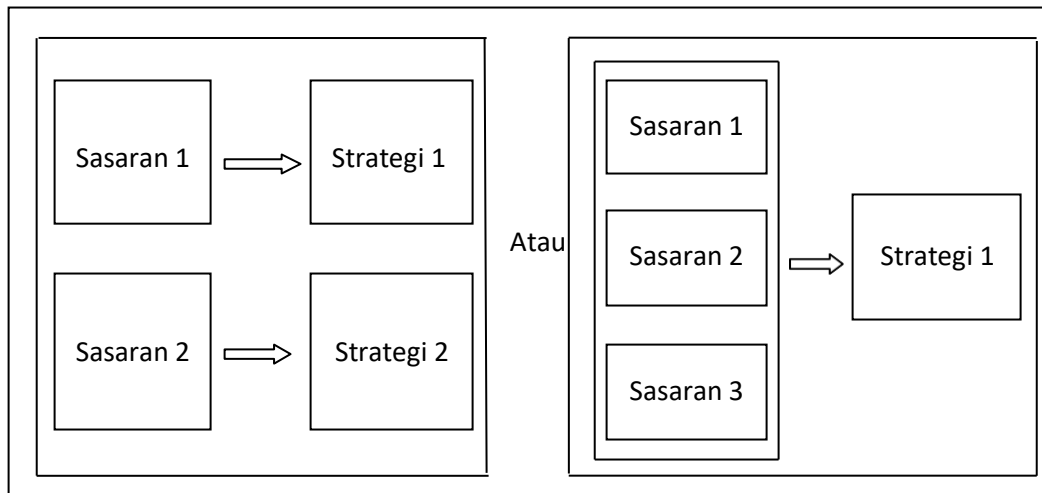 Sasaran 1
Strategi 1
Sasaran 2
Strategi 2
Atau
Sasaran 1
Sasaran 2
Sasaran 3
Strategi 1